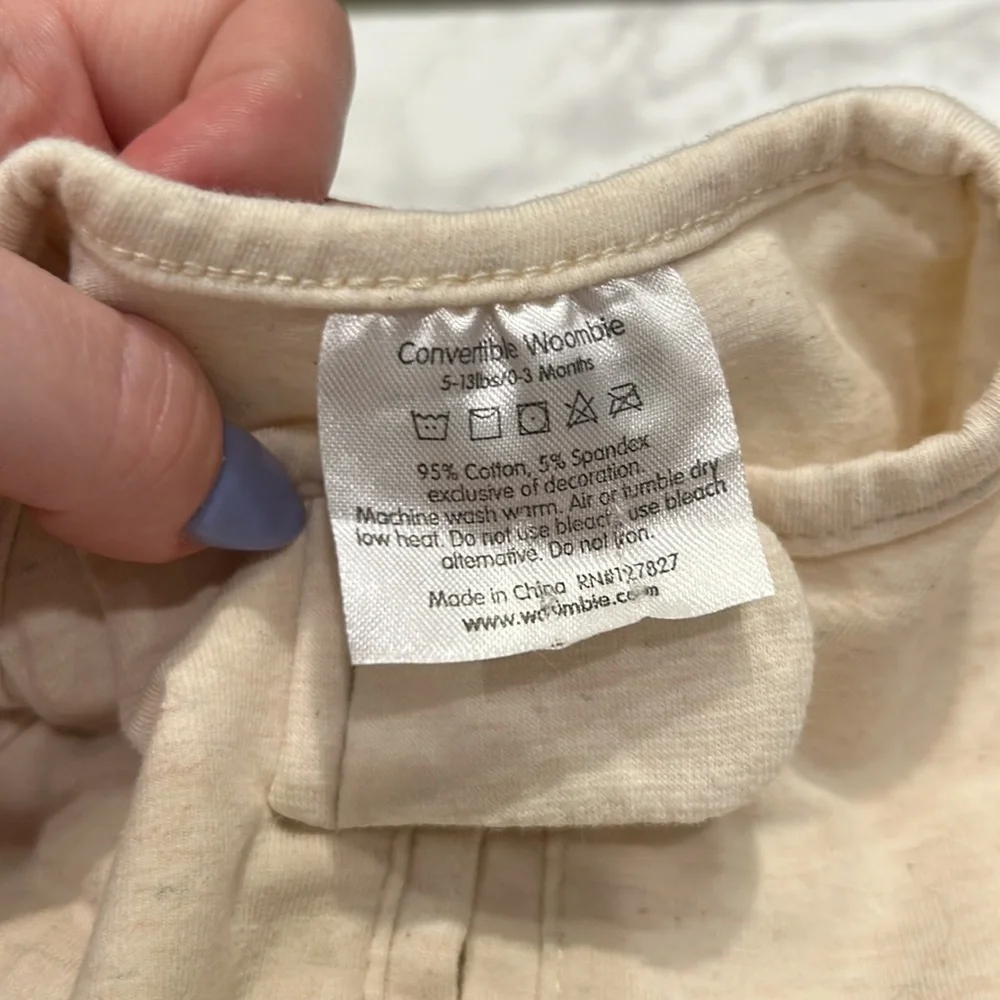 Convertible Woombie
5-13lbs/0-3 Months
95% Cotton, 5% Spandex
exclusive of decoration.
Machine wash warm. Air or tumble dry
low heat. Do not use bleach, use bleach
alternative. Do not iron.
Made in China RN#127827
www.woombie.com